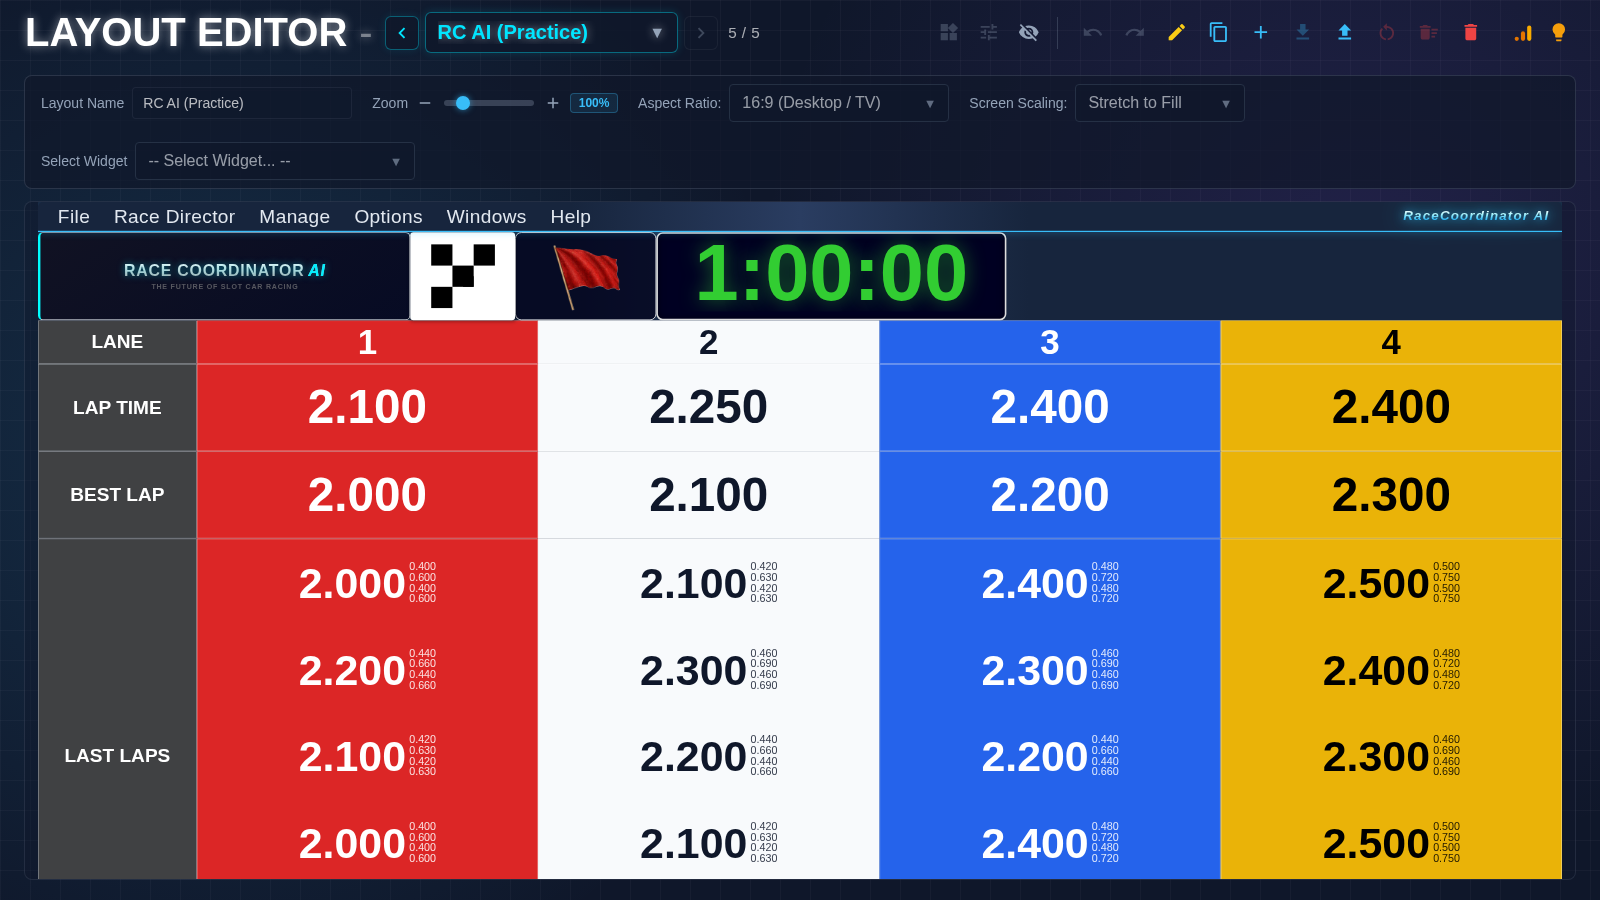 LAYOUT EDITOR - RC AI (Practice) 5 / 5
Layout Name RC AI (Practice) Zoom 100% Aspect Ratio: 16:9 (Desktop / TV) Screen Scaling: Stretch to Fill
Select Widget -- Select Widget... --
File Race Director Manage Options Windows Help RaceCoordinator AI
RACE COORDINATOR AI
THE FUTURE OF SLOT CAR RACING
1:00:00
LANE 1 2 3 4
LAP TIME 2.100 2.250 2.400 2.400
BEST LAP 2.000 2.100 2.200 2.300
LAST LAPS
2.000 0.400 0.600 0.400 0.600 2.100 0.420 0.630 0.420 0.630 2.400 0.480 0.720 0.480 0.720 2.500 0.500 0.750 0.500 0.750
2.200 0.440 0.660 0.440 0.660 2.300 0.460 0.690 0.460 0.690 2.300 0.460 0.690 0.460 0.690 2.400 0.480 0.720 0.480 0.720
2.100 0.420 0.630 0.420 0.630 2.200 0.440 0.660 0.440 0.660 2.200 0.440 0.660 0.440 0.660 2.300 0.460 0.690 0.460 0.690
2.000 0.400 0.600 0.400 0.600 2.100 0.420 0.630 0.420 0.630 2.400 0.480 0.720 0.480 0.720 2.500 0.500 0.750 0.500 0.750